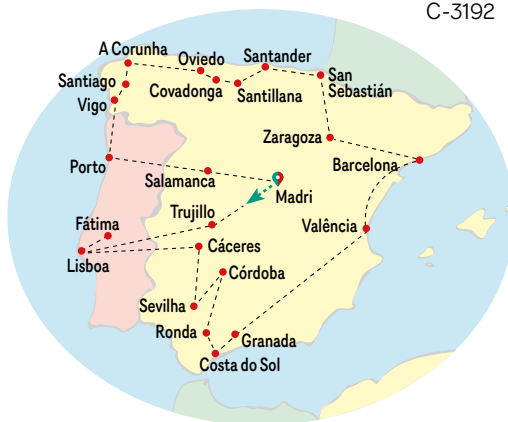 C-3192
A Corunha
Oviedo
Santander
Santiago
Covadonga
Santillana
San
Sebastián
Vigo
Zaragoza
Barcelona
Porto
Salamanca
Madri
Trujillo
Valência
Fátima
Cáceres
Lisboa
Córdoba
Sevilha
Ronda
Granada
Costa do Sol